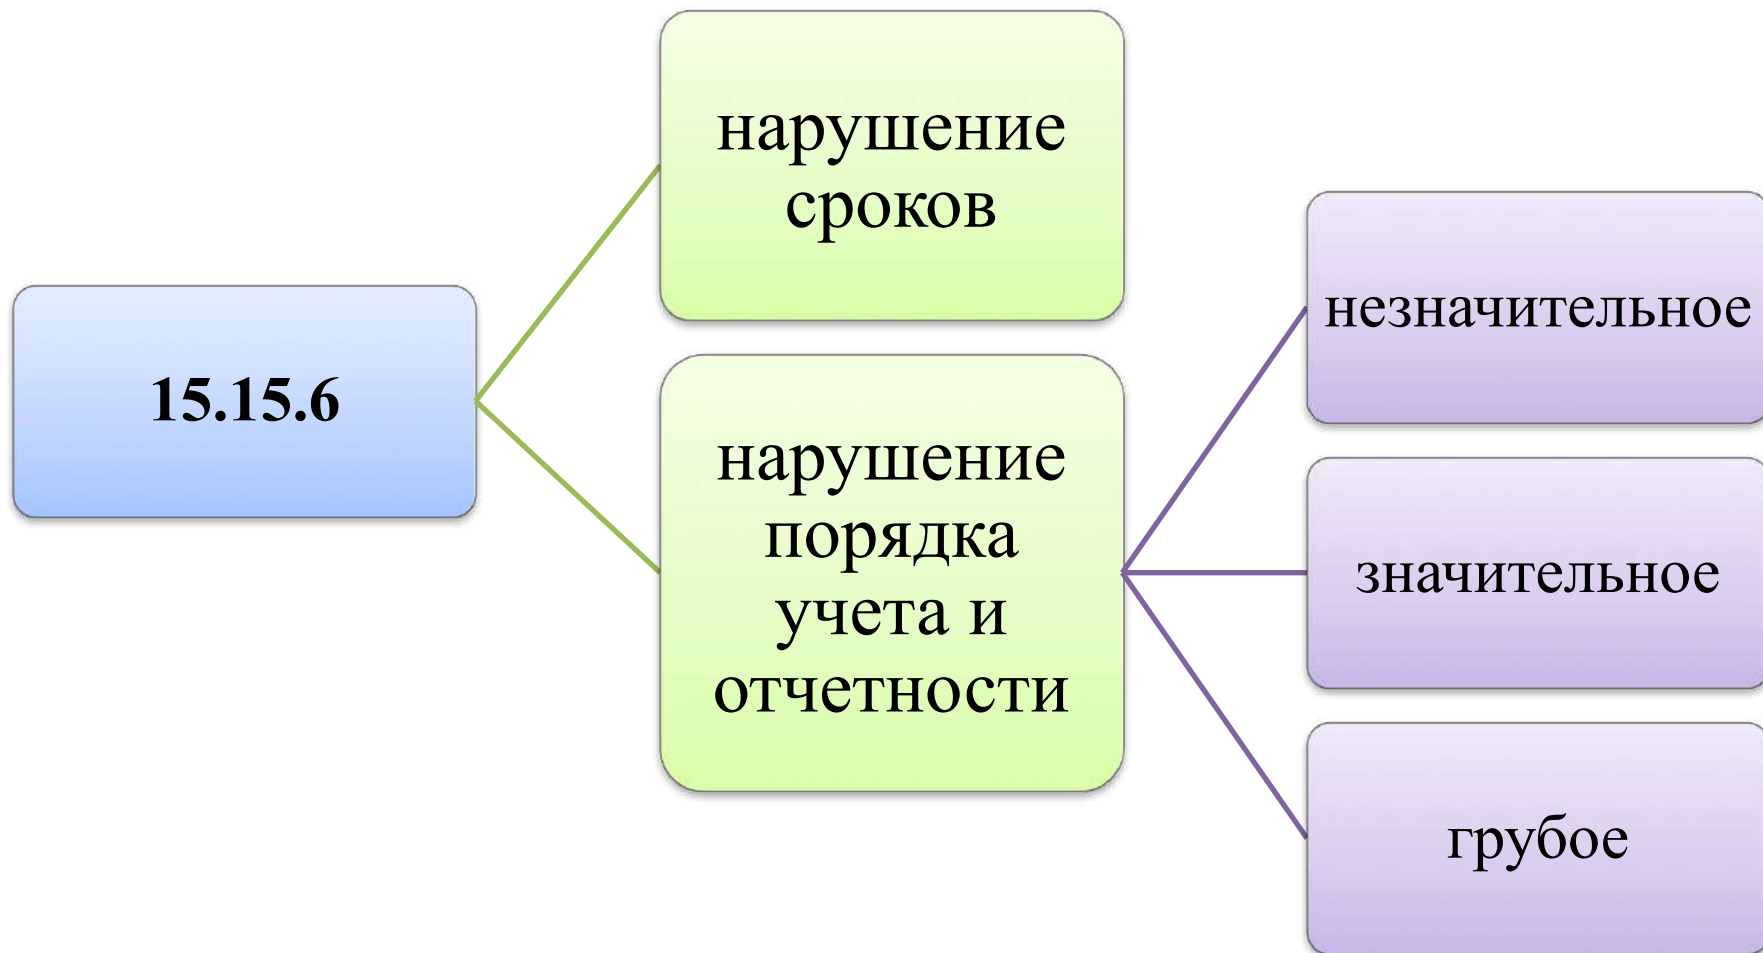 15.15.6
нарушение
сроков
нарушение
порядка
учета и
отчетности
незначительное
значительное
грубое